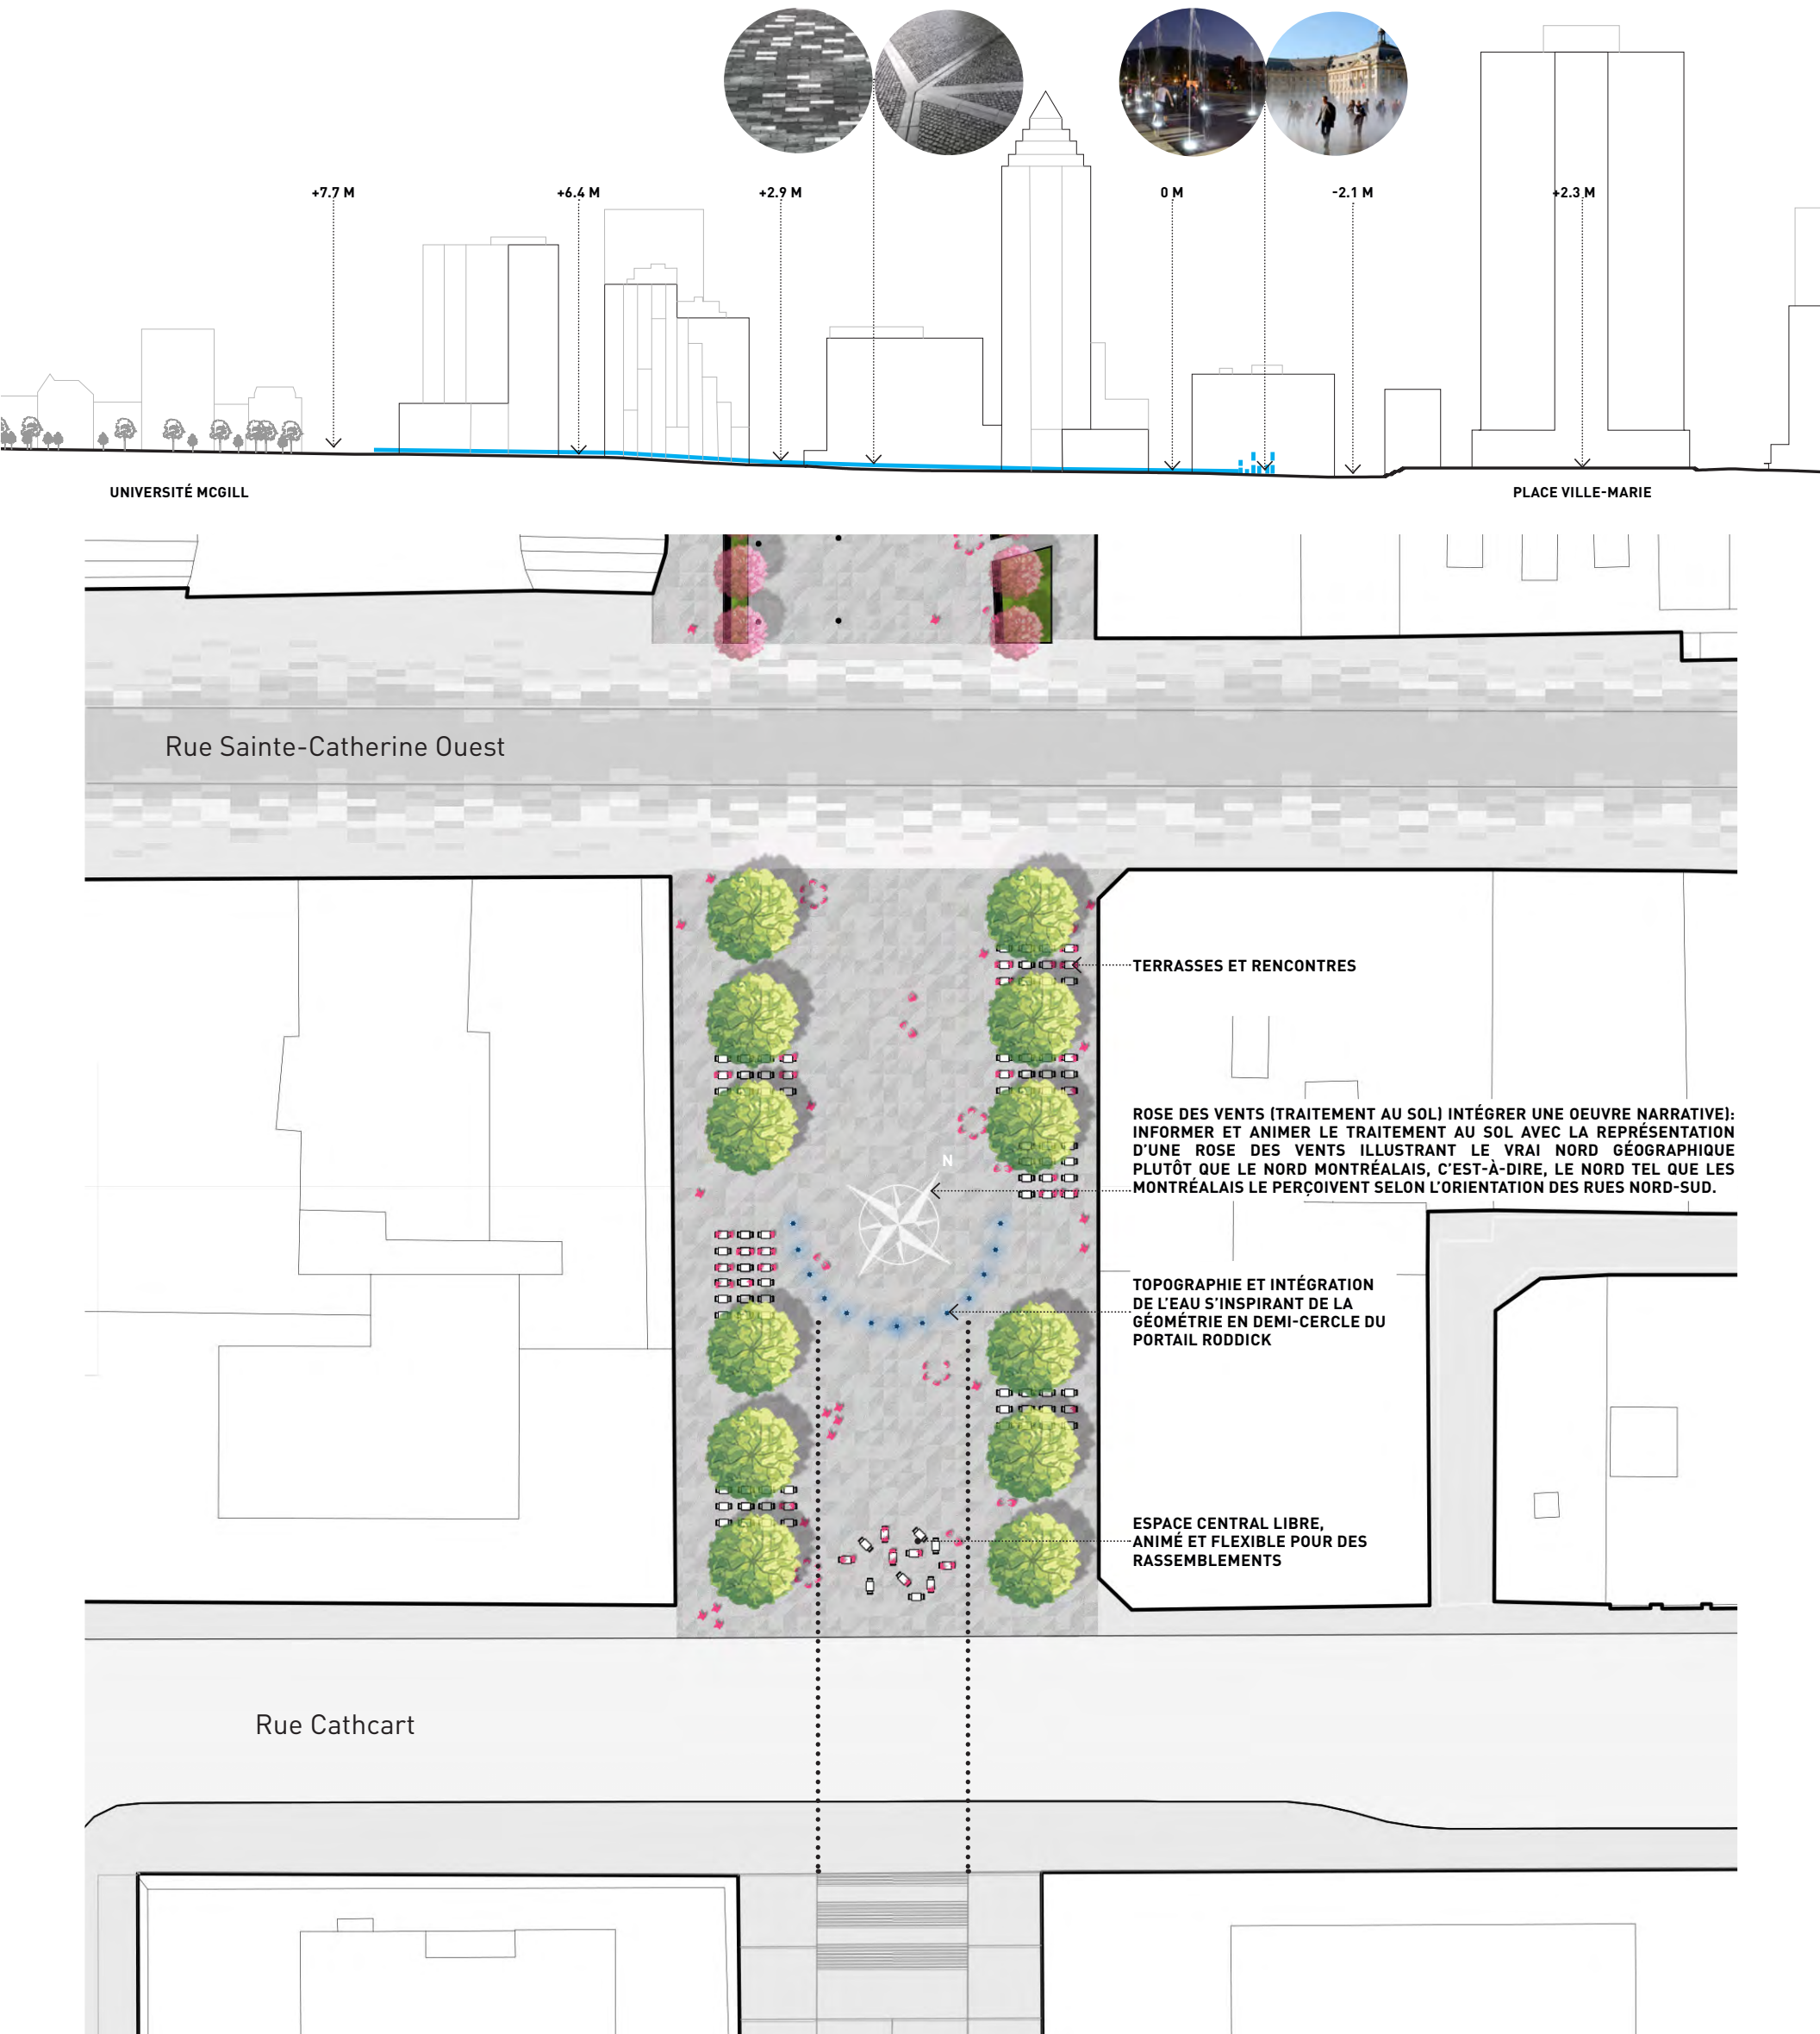 +7.7 M
+6.4 M
+2.9 M
0 M
-2.1 M
+2.3 M
UNIVERSITÉ MCGILL
PLACE VILLE-MARIE
Rue Sainte-Catherine Ouest
TERRASSES ET RENCONTRES
ROSE DES VENTS (TRAITEMENT AU SOL) INTÉGRER UNE OEUVRE NARRATIVE):
INFORMER ET ANIMER LE TRAITEMENT AU SOL AVEC LA REPRÉSENTATION
D'UNE ROSE DES VENTS ILLUSTRANT LE VRAI NORD GÉOGRAPHIQUE
PLUTÔT QUE LE NORD MONTRÉALAIS, C'EST-À-DIRE, LE NORD TEL QUE LES
MONTRÉALAIS LE PERÇOIVENT SELON L'ORIENTATION DES RUES NORD-SUD.
N
TOPOGRAPHIE ET INTÉGRATION
DE L'EAU S'INSPIRANT DE LA
GÉOMÉTRIE EN DEMI-CERCLE DU
PORTAIL RODDICK
ESPACE CENTRAL LIBRE,
ANIMÉ ET FLEXIBLE POUR DES
RASSEMBLEMENTS
Rue Cathcart